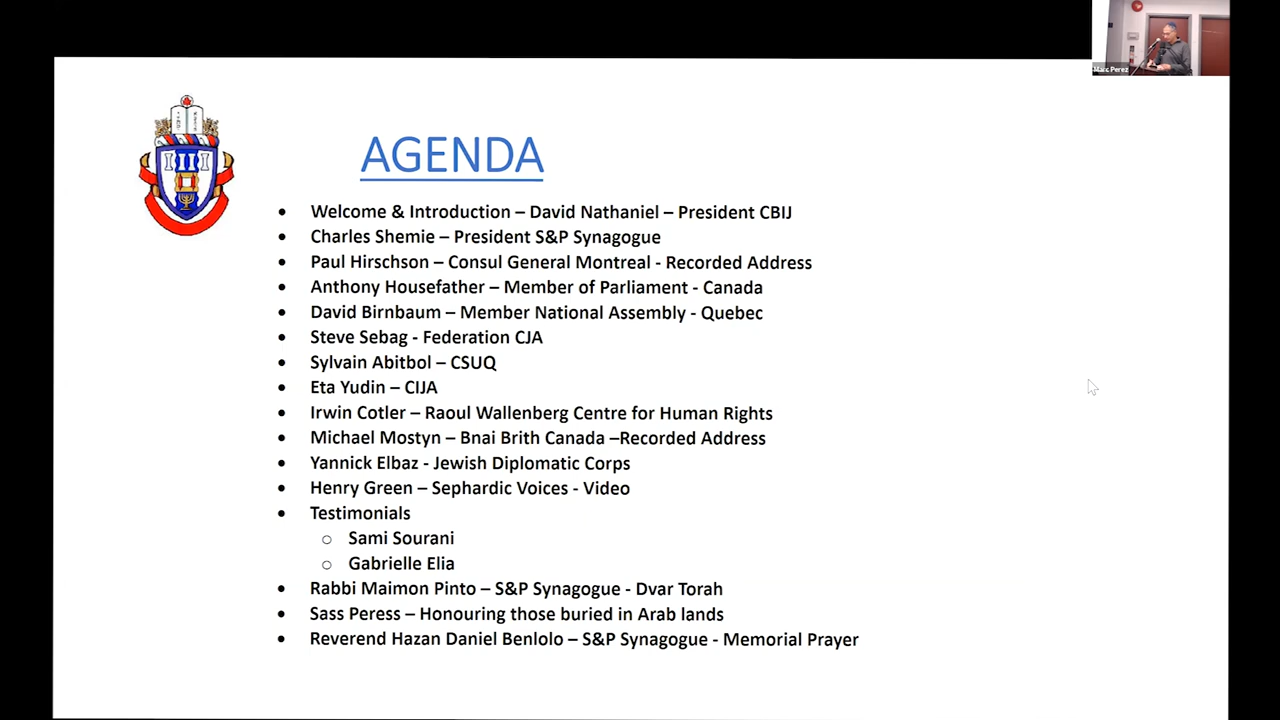 Marc Perez
AGENDA
• Welcome & Introduction – David Nathaniel – President CBIJ
• Charles Shemie – President S&P Synagogue
• Paul Hirschson – Consul General Montreal - Recorded Address
• Anthony Housefather – Member of Parliament - Canada
• David Birnbaum – Member National Assembly - Quebec
• Steve Sebag - Federation CJA
• Sylvain Abitbol – CSUQ
• Eta Yudin – CIJA
• Irwin Cotler – Raoul Wallenberg Centre for Human Rights
• Michael Mostyn – Bnai Brith Canada –Recorded Address
• Yannick Elbaz - Jewish Diplomatic Corps
• Henry Green – Sephardic Voices - Video
• Testimonials
○ Sami Sourani
○ Gabrielle Elia
• Rabbi Maimon Pinto – S&P Synagogue - Dvar Torah
• Sass Peress – Honouring those buried in Arab lands
• Reverend Hazan Daniel Benlolo – S&P Synagogue - Memorial Prayer